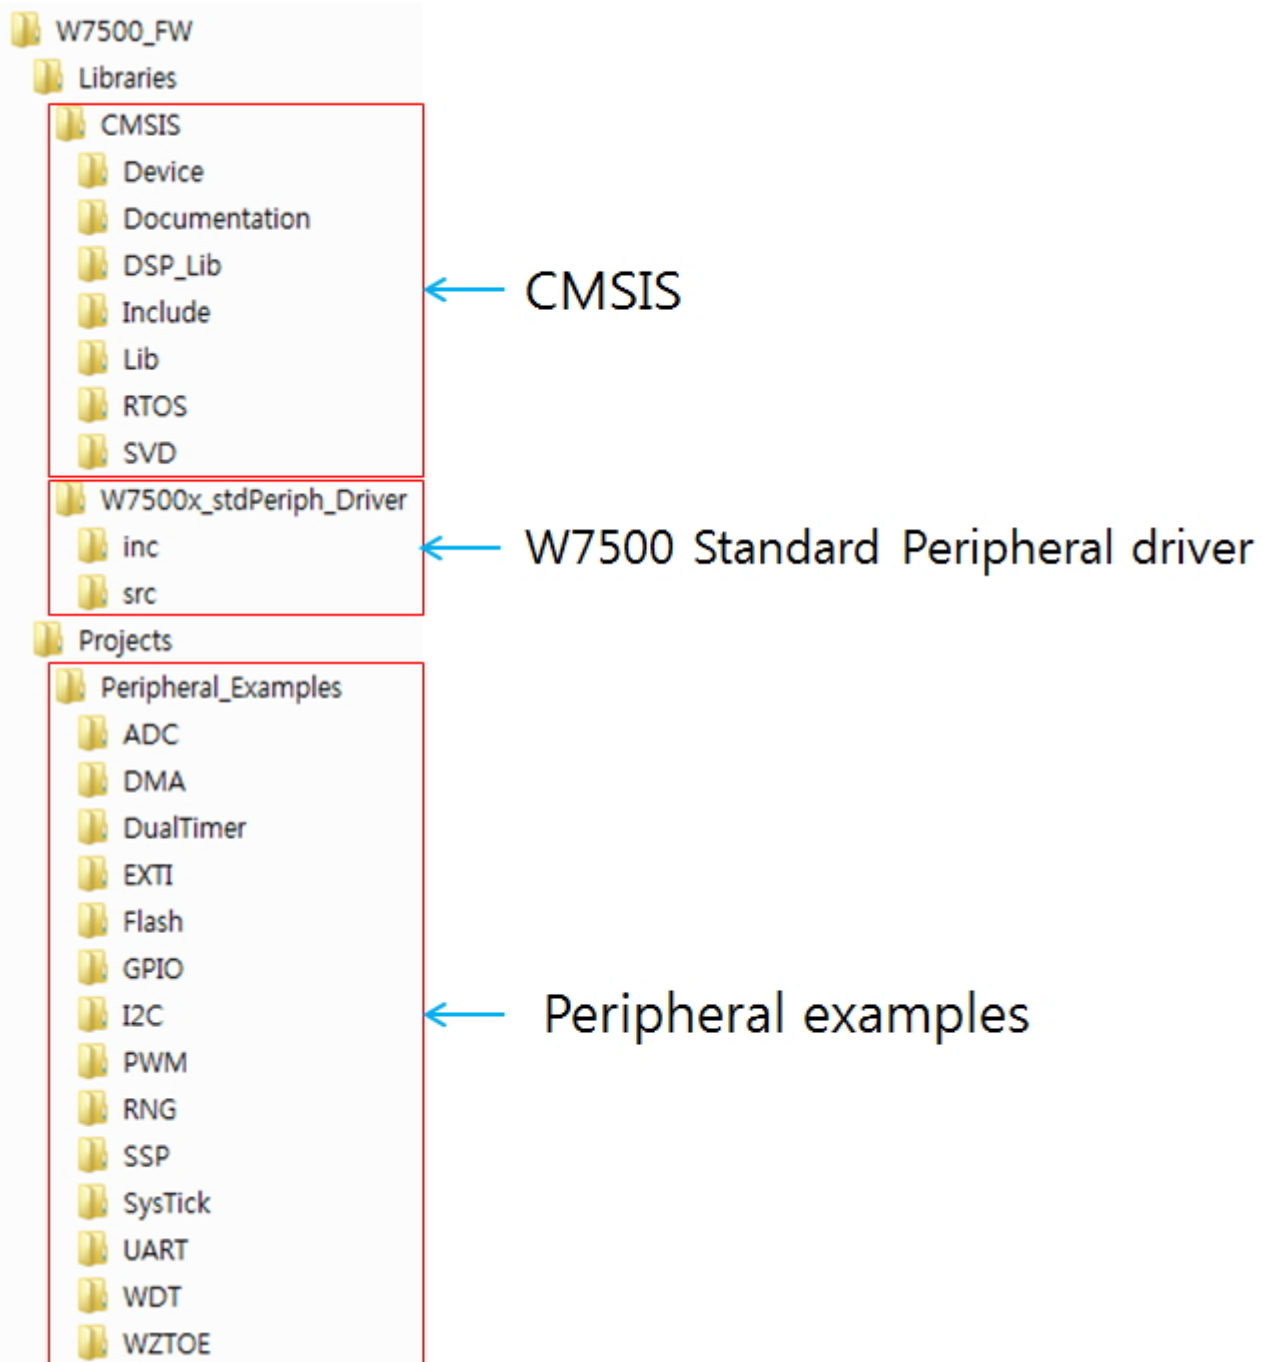 W7500_FW
Libraries
CMSIS
Device
Documentation
DSP_Lib
Include
Lib
RTOS
SVD
CMSIS
W7500x_stdPeriph_Driver
inc
src
W7500 Standard Peripheral driver
Projects
Peripheral_Examples
ADC
DMA
DualTimer
EXTI
Flash
GPIO
I2C
PWM
RNG
SSP
SysTick
UART
WDT
WZTOE
Peripheral examples